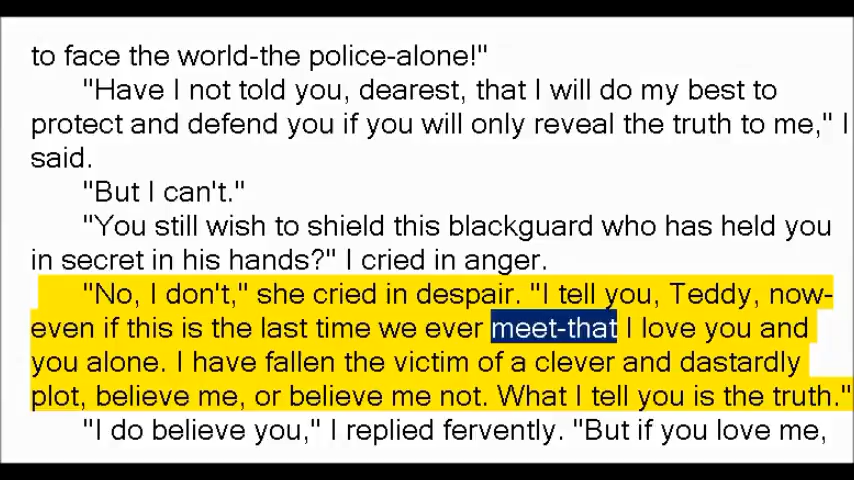 to face the world-the police-alone!"
"Have I not told you, dearest, that I will do my best to
protect and defend you if you will only reveal the truth to me," I
said.
"But I can't."
"You still wish to shield this blackguard who has held you
in secret in his hands?" I cried in anger.
"No, I don't," she cried in despair. "I tell you, Teddy, now-
even if this is the last time we ever meet-that I love you and
you alone. I have fallen the victim of a clever and dastardly
plot, believe me, or believe me not. What I tell you is the truth."
"I do believe you," I replied fervently. "But if you love me,